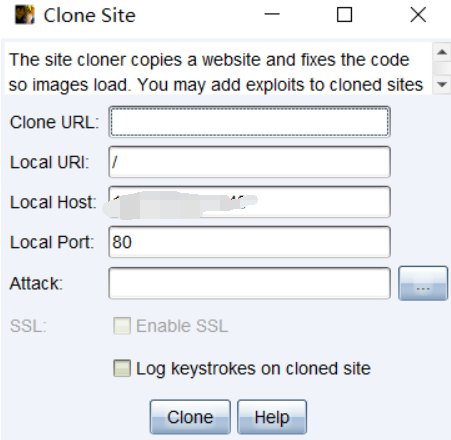 Clone Site
The site cloner copies a website and fixes the code
so images load. You may add exploits to cloned sites
Clone URL:
Local URI: /
Local Host:
Local Port: 80
Attack: ...
SSL: Enable SSL
Log keystrokes on cloned site
Clone Help